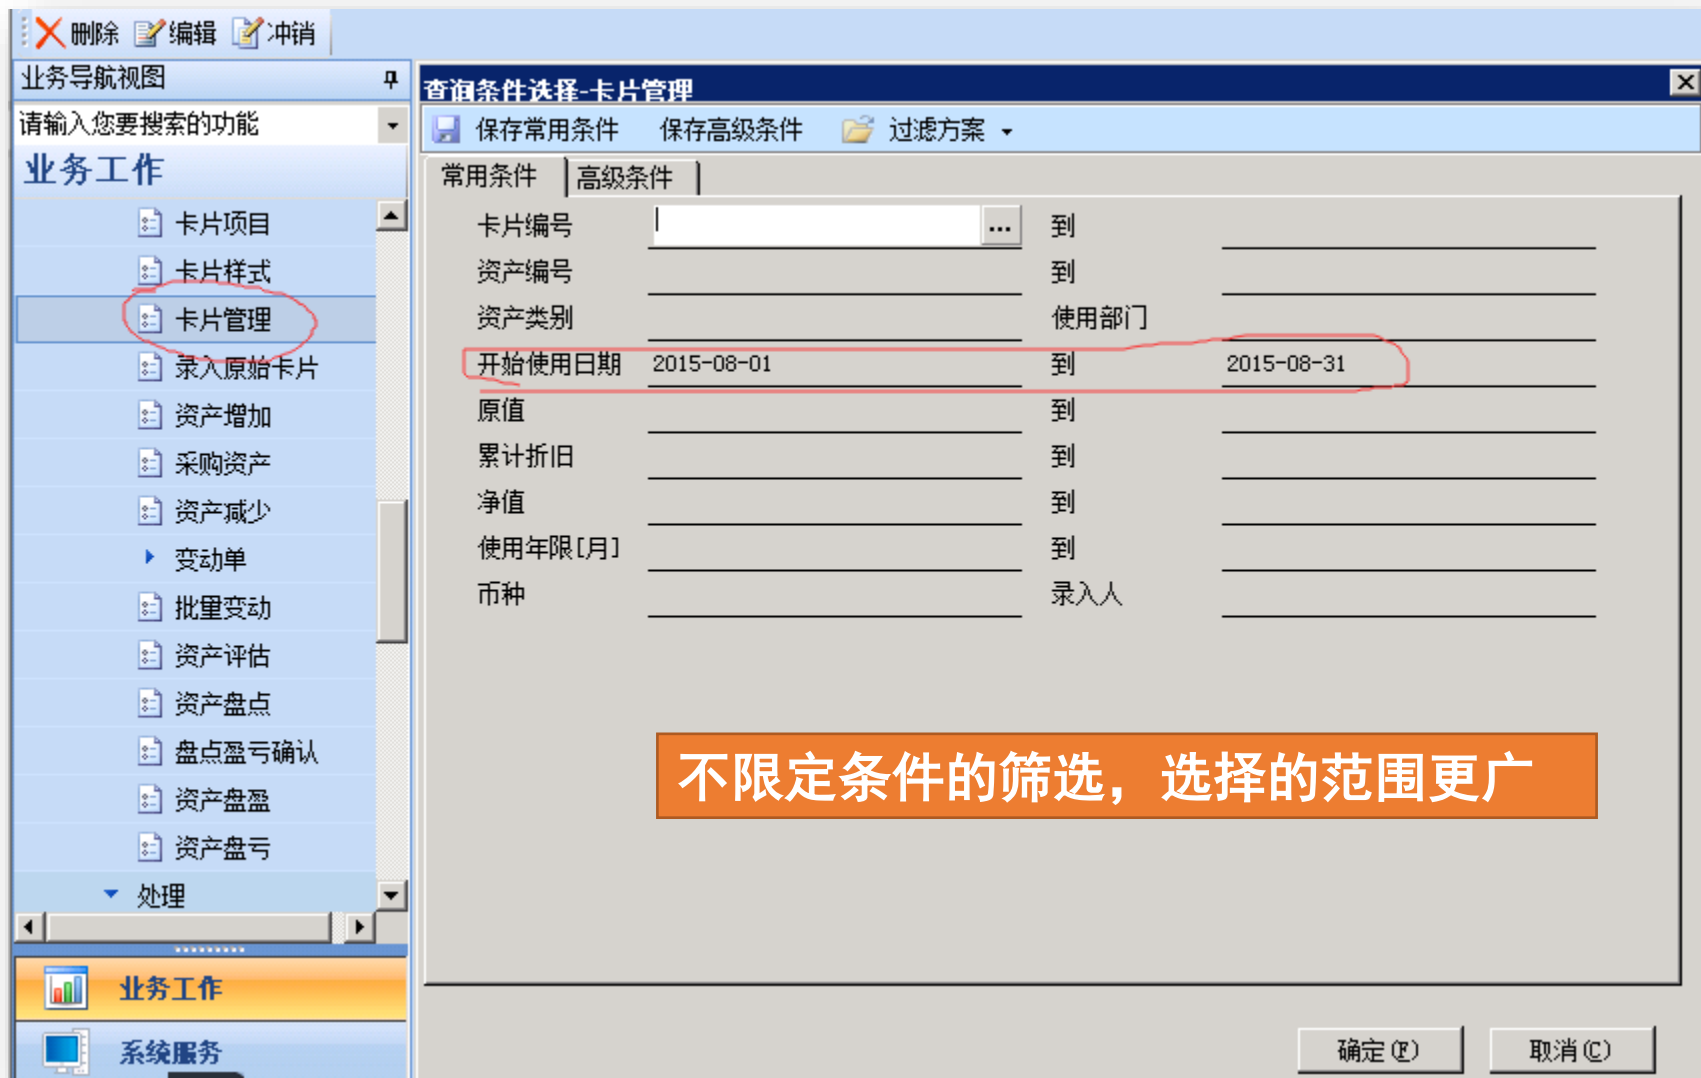 删除 编辑 冲销
业务导航视图
请输入您要搜索的功能
业务工作
卡片项目
卡片样式
卡片管理
录入原始卡片
资产增加
采购资产
资产减少
变动单
批量变动
资产评估
资产盘点
盘点盈亏确认
资产盘盈
资产盘亏
处理
业务工作
系统服务
查询条件选择-卡片管理
保存常用条件 保存高级条件 过滤方案
常用条件 高级条件
卡片编号 ... 到
资产编号 到
资产类别 使用部门
开始使用日期 2015-08-01 到 2015-08-31
原值 到
累计折旧 到
净值 到
使用年限[月] 到
币种 录入人
不限定条件的筛选，选择的范围更广
确定(F) 取消(C)